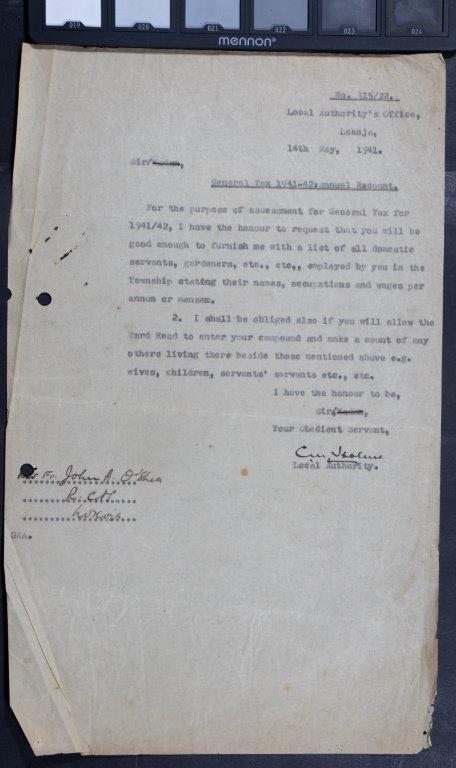 019 020 021 022 023 024
mennon
No. 115/22.
Local Authority's Office,
Lokoja,
14th May, 1941.
Sir/Madam,
General Tax 1941-42: Annual Recount.
For the purpose of assessment for General Tax for
1941/42, I have the honour to request that you will be
good enough to furnish me with a list of all domestic
servants, gardeners, etc., etc., employed by you in the
Township stating their names, occupations and wages per
annum or mensem.
2. I shall be obliged also if you will allow the
Ward Head to enter your compound and make a count of any
others living there beside those mentioned above e.g.
wives, children, servants' servants etc., etc.
I have the honour to be,
Sir/Madam,
Your Obedient Servant,
Local Authority.
Rev Fr. John A. O'Shea
Lokoja